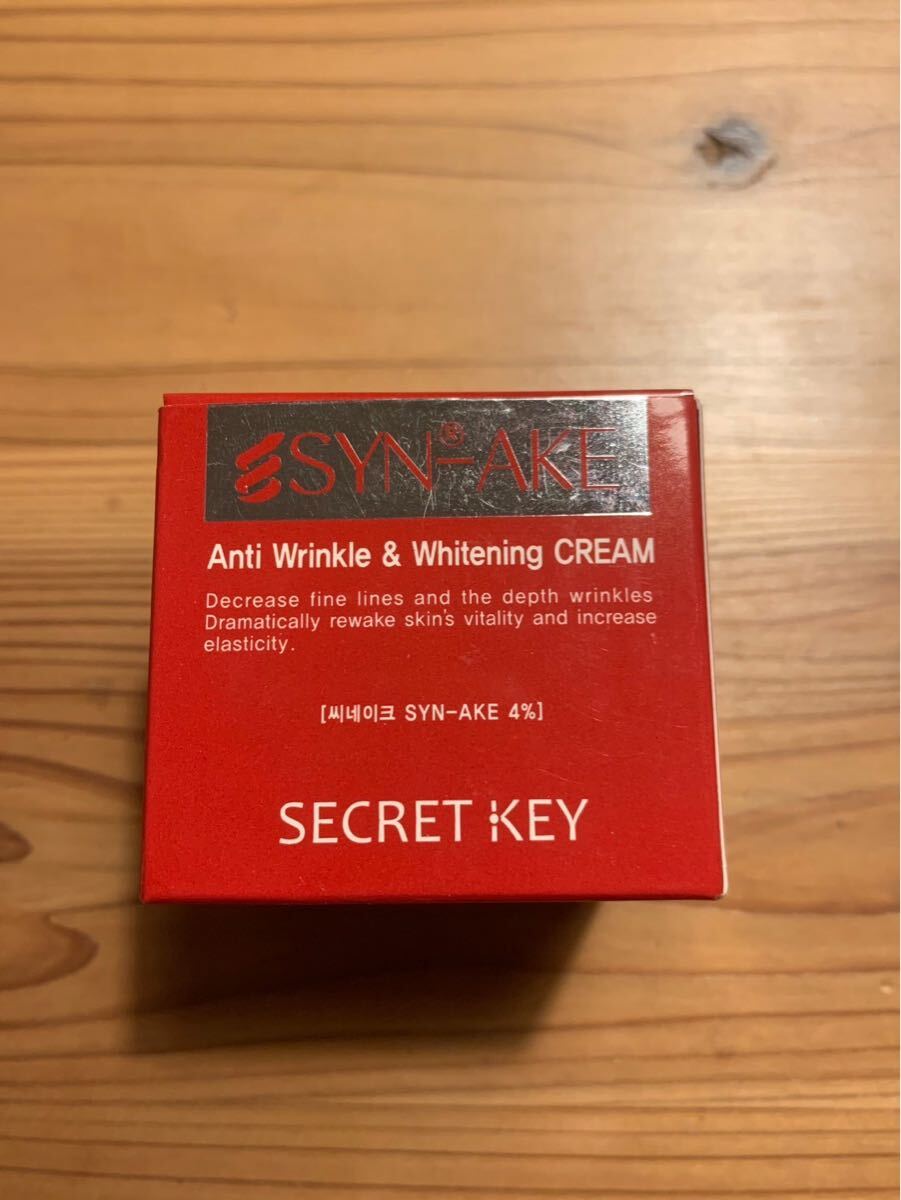 SYN®-AKE
Anti Wrinkle & Whitening CREAM
Decrease fine lines and the depth wrinkles
Dramatically rewake skin's vitality and increase
elasticity.
[씨네이크 SYN-AKE 4%]
SECRET KEY